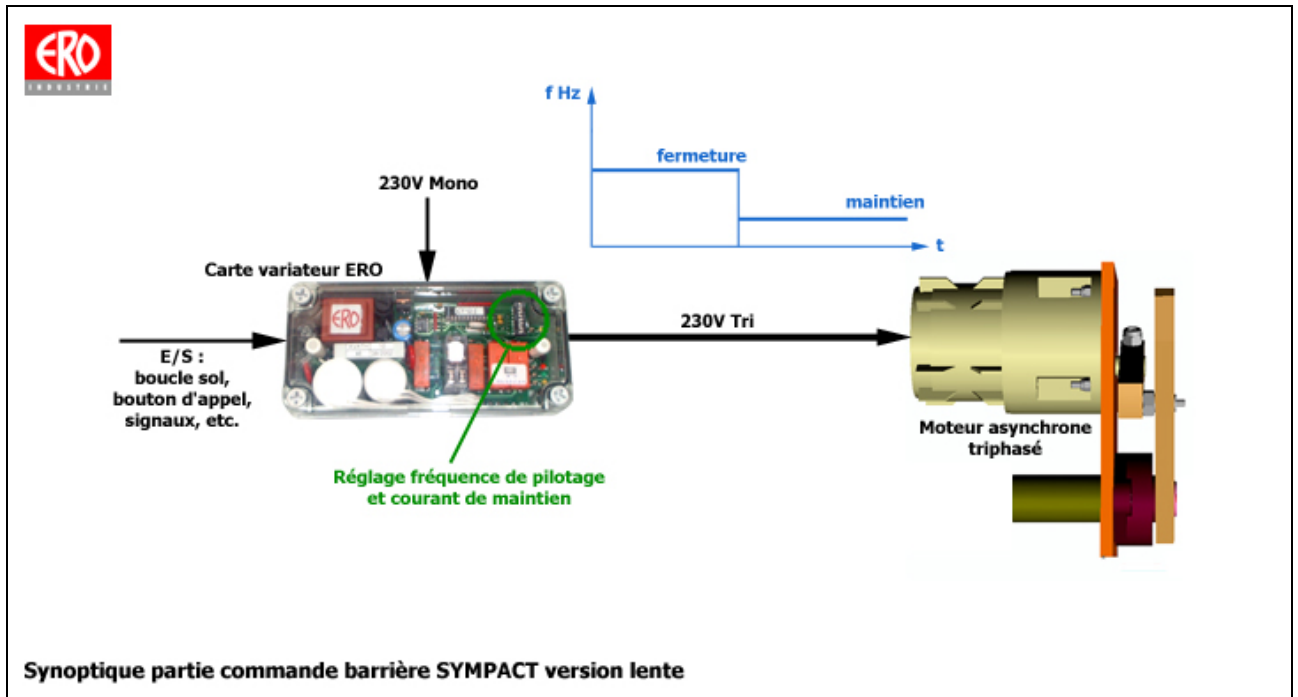 ERO
INDUSTRIE
f Hz
fermeture
230V Mono
maintien
t
Carte variateur ERO
ERO
230V Tri
E/S :
boucle sol,
bouton d'appel,
signaux, etc.
Moteur asynchrone
triphasé
Réglage fréquence de pilotage
et courant de maintien
Synoptique partie commande barrière SYMPACT version lente